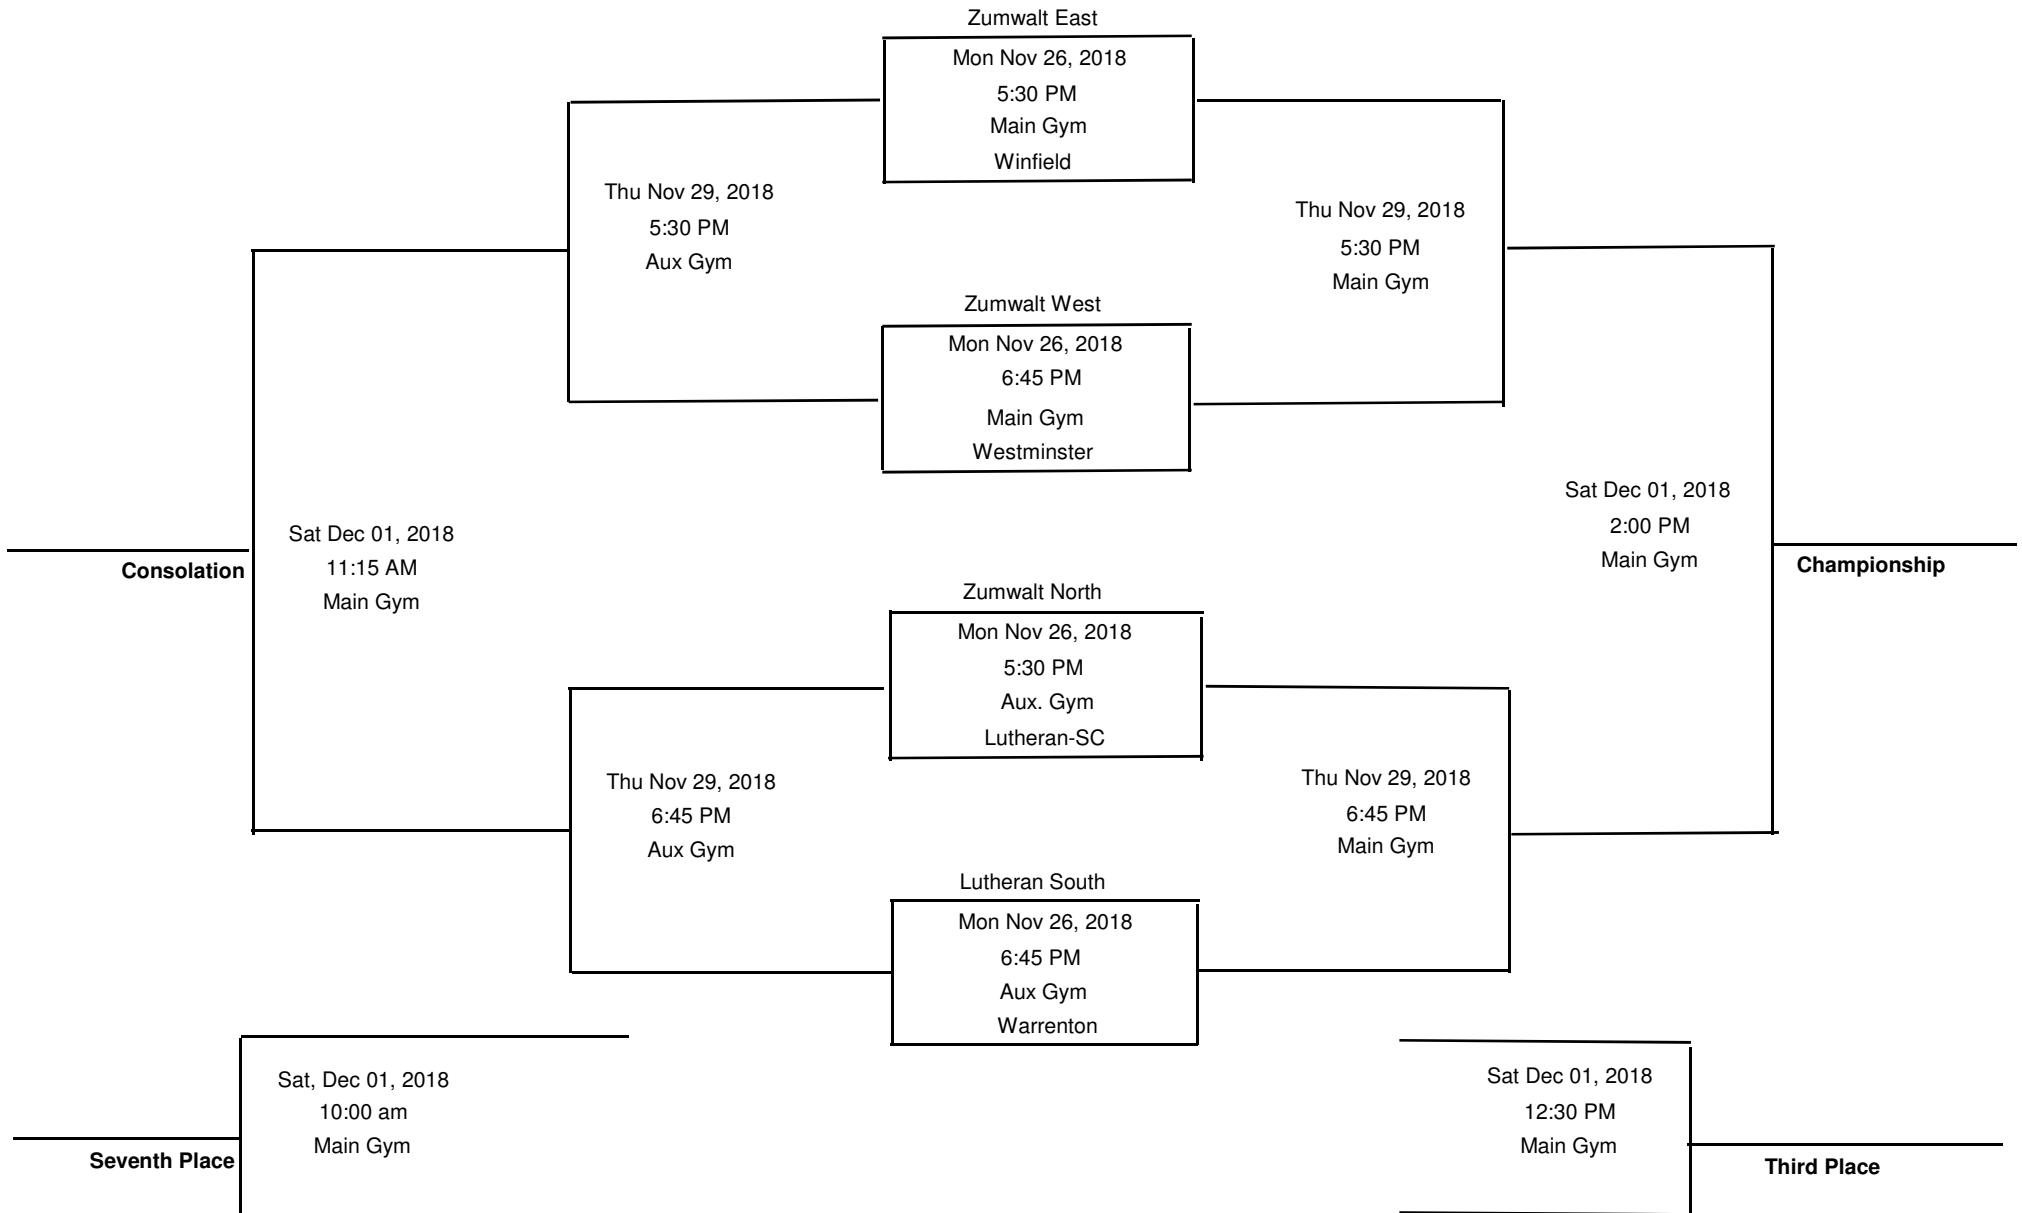 Zumwalt East
Mon Nov 26, 2018
5:30 PM
Main Gym
Winfield
Thu Nov 29, 2018
5:30 PM
Aux Gym
Thu Nov 29, 2018
5:30 PM
Main Gym
Zumwalt West
Mon Nov 26, 2018
6:45 PM
Main Gym
Westminster
Sat Dec 01, 2018
11:15 AM
Main Gym
Consolation
Sat Dec 01, 2018
2:00 PM
Main Gym
Championship
Zumwalt North
Mon Nov 26, 2018
5:30 PM
Aux. Gym
Lutheran-SC
Thu Nov 29, 2018
6:45 PM
Aux Gym
Thu Nov 29, 2018
6:45 PM
Main Gym
Lutheran South
Mon Nov 26, 2018
6:45 PM
Aux Gym
Warrenton
Sat, Dec 01, 2018
10:00 am
Main Gym
Seventh Place
Sat Dec 01, 2018
12:30 PM
Main Gym
Third Place